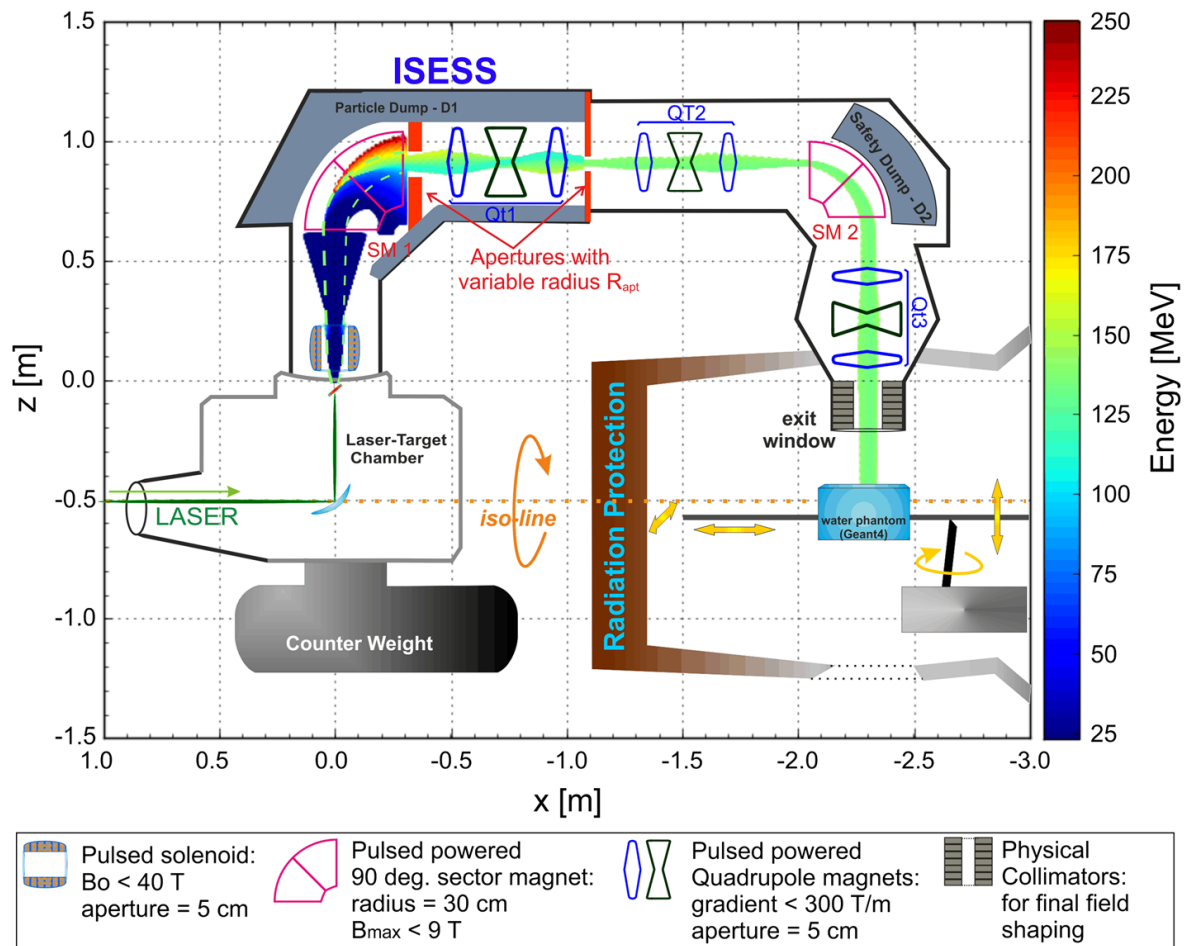 ISESS
Particle Dump - D1
QT2
Safety Dump - D2
Qt1
SM 1
SM 2
Apertures with
variable radius Rapt
Qt3
exit
window
Laser-Target
Chamber
LASER
iso-line
Radiation Protection
water phantom
(Geant4)
Counter Weight
1.5
1.0
0.5
0.0
-0.5
-1.0
-1.5
z [m]
1.0 0.5 0.0 -0.5 -1.0 -1.5 -2.0 -2.5 -3.0
x [m]
250
225
200
175
150
125
100
75
50
25
Energy [MeV]
Pulsed solenoid:
Bo < 40 T
aperture = 5 cm
Pulsed powered
90 deg. sector magnet:
radius = 30 cm
Bmax < 9 T
Pulsed powered
Quadrupole magnets:
gradient < 300 T/m
aperture = 5 cm
Physical
Collimators:
for final field
shaping